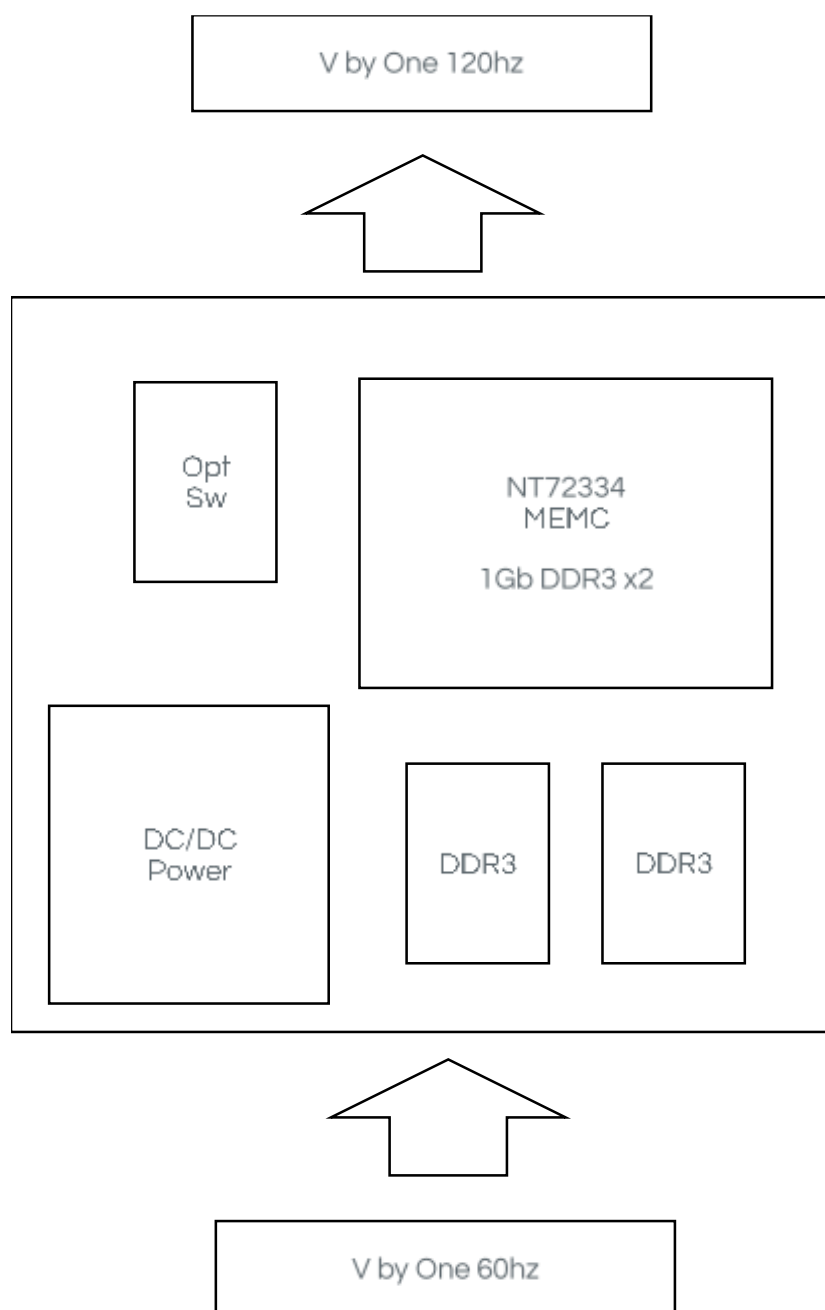 V by One 120hz
Opt
Sw
NT72334
MEMC
1Gb DDR3 x2
DC/DC
Power
DDR3
DDR3
V by One 60hz